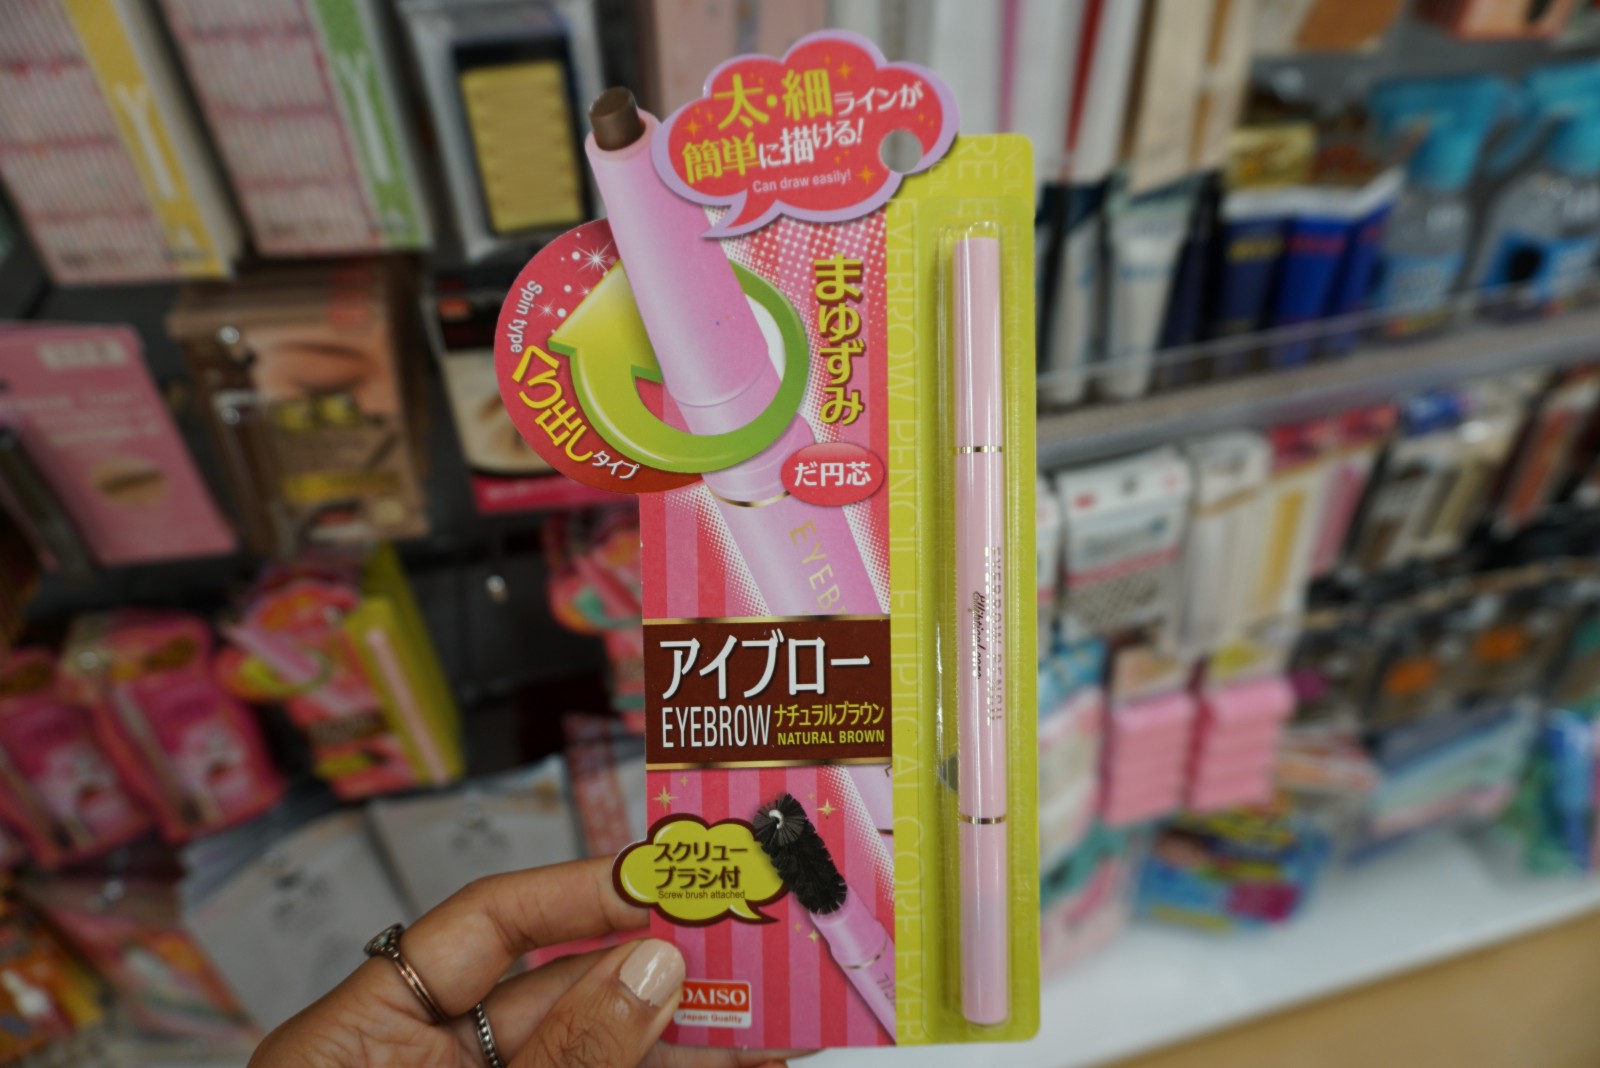 太・細ラインが
簡単に描ける!
Can draw easily!
Spin type
くり出し
タイプ
まゆずみ
だ円芯
アイブロー
EYEBROW
ナチュラルブラウン
NATURAL BROWN
スクリュー
ブラシ付
Screw brush attached
DAISO
Japan Quality
EYEBROW PENCIL ELLIPTICAL CORE EYEB